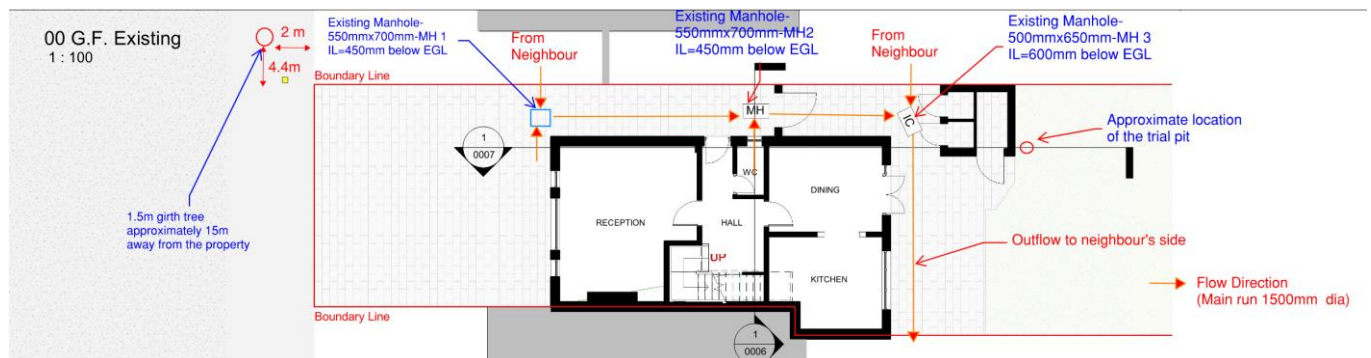 00 G.F. Existing
1 : 100
2 m
4.4m
1.5m girth tree
approximately 15m
away from the property
Existing Manhole-
550mmx700mm-MH 1
IL=450mm below EGL
From
Neighbour
Existing Manhole-
550mmx700mm-MH2
IL=450mm below EGL
From
Neighbour
Existing Manhole-
500mmx650mm-MH 3
IL=600mm below EGL
Boundary Line
MH
IC
Approximate location
of the trial pit
1
0007
WC
DINING
RECEPTION
HALL
UP
KITCHEN
Outflow to neighbour's side
Flow Direction
(Main run 1500mm dia)
Boundary Line
1
0006